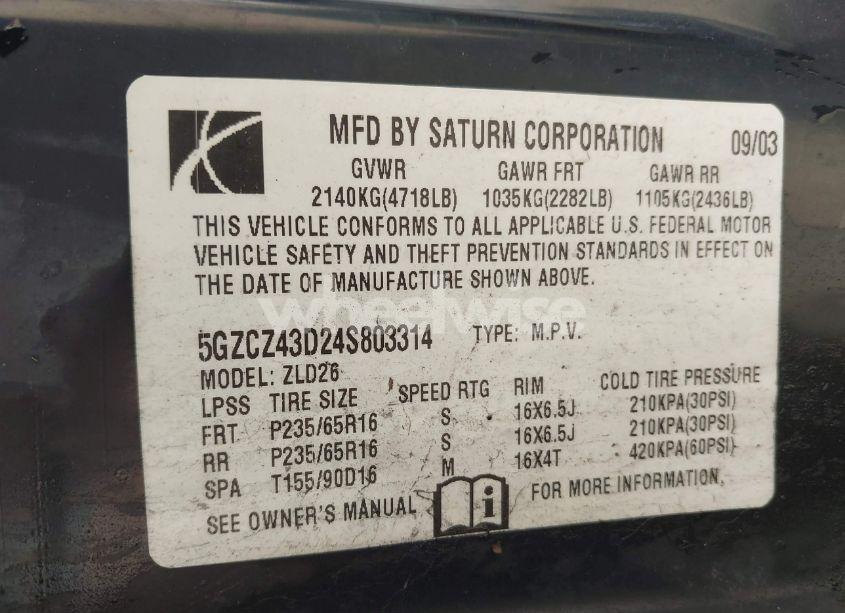 MFD BY SATURN CORPORATION 09/03
GVWR GAWR FRT GAWR RR
2140KG(4718LB) 1035KG(2282LB) 1105KG(2436LB)
THIS VEHICLE CONFORMS TO ALL APPLICABLE U.S. FEDERAL MOTOR
VEHICLE SAFETY AND THEFT PREVENTION STANDARDS IN EFFECT ON
THE DATE OF MANUFACTURE SHOWN ABOVE.
wheelwise
5GZCZ43D24S803314 TYPE: M.P.V.
MODEL: ZLD26
LPSS TIRE SIZE SPEED RTG RIM COLD TIRE PRESSURE
FRT P235/65R16 S 16X6.5J 210KPA(30PSI)
RR P235/65R16 S 16X6.5J 210KPA(30PSI)
SPA T155/90D16 M 16X4T 420KPA(60PSI)
SEE OWNER'S MANUAL i FOR MORE INFORMATION.